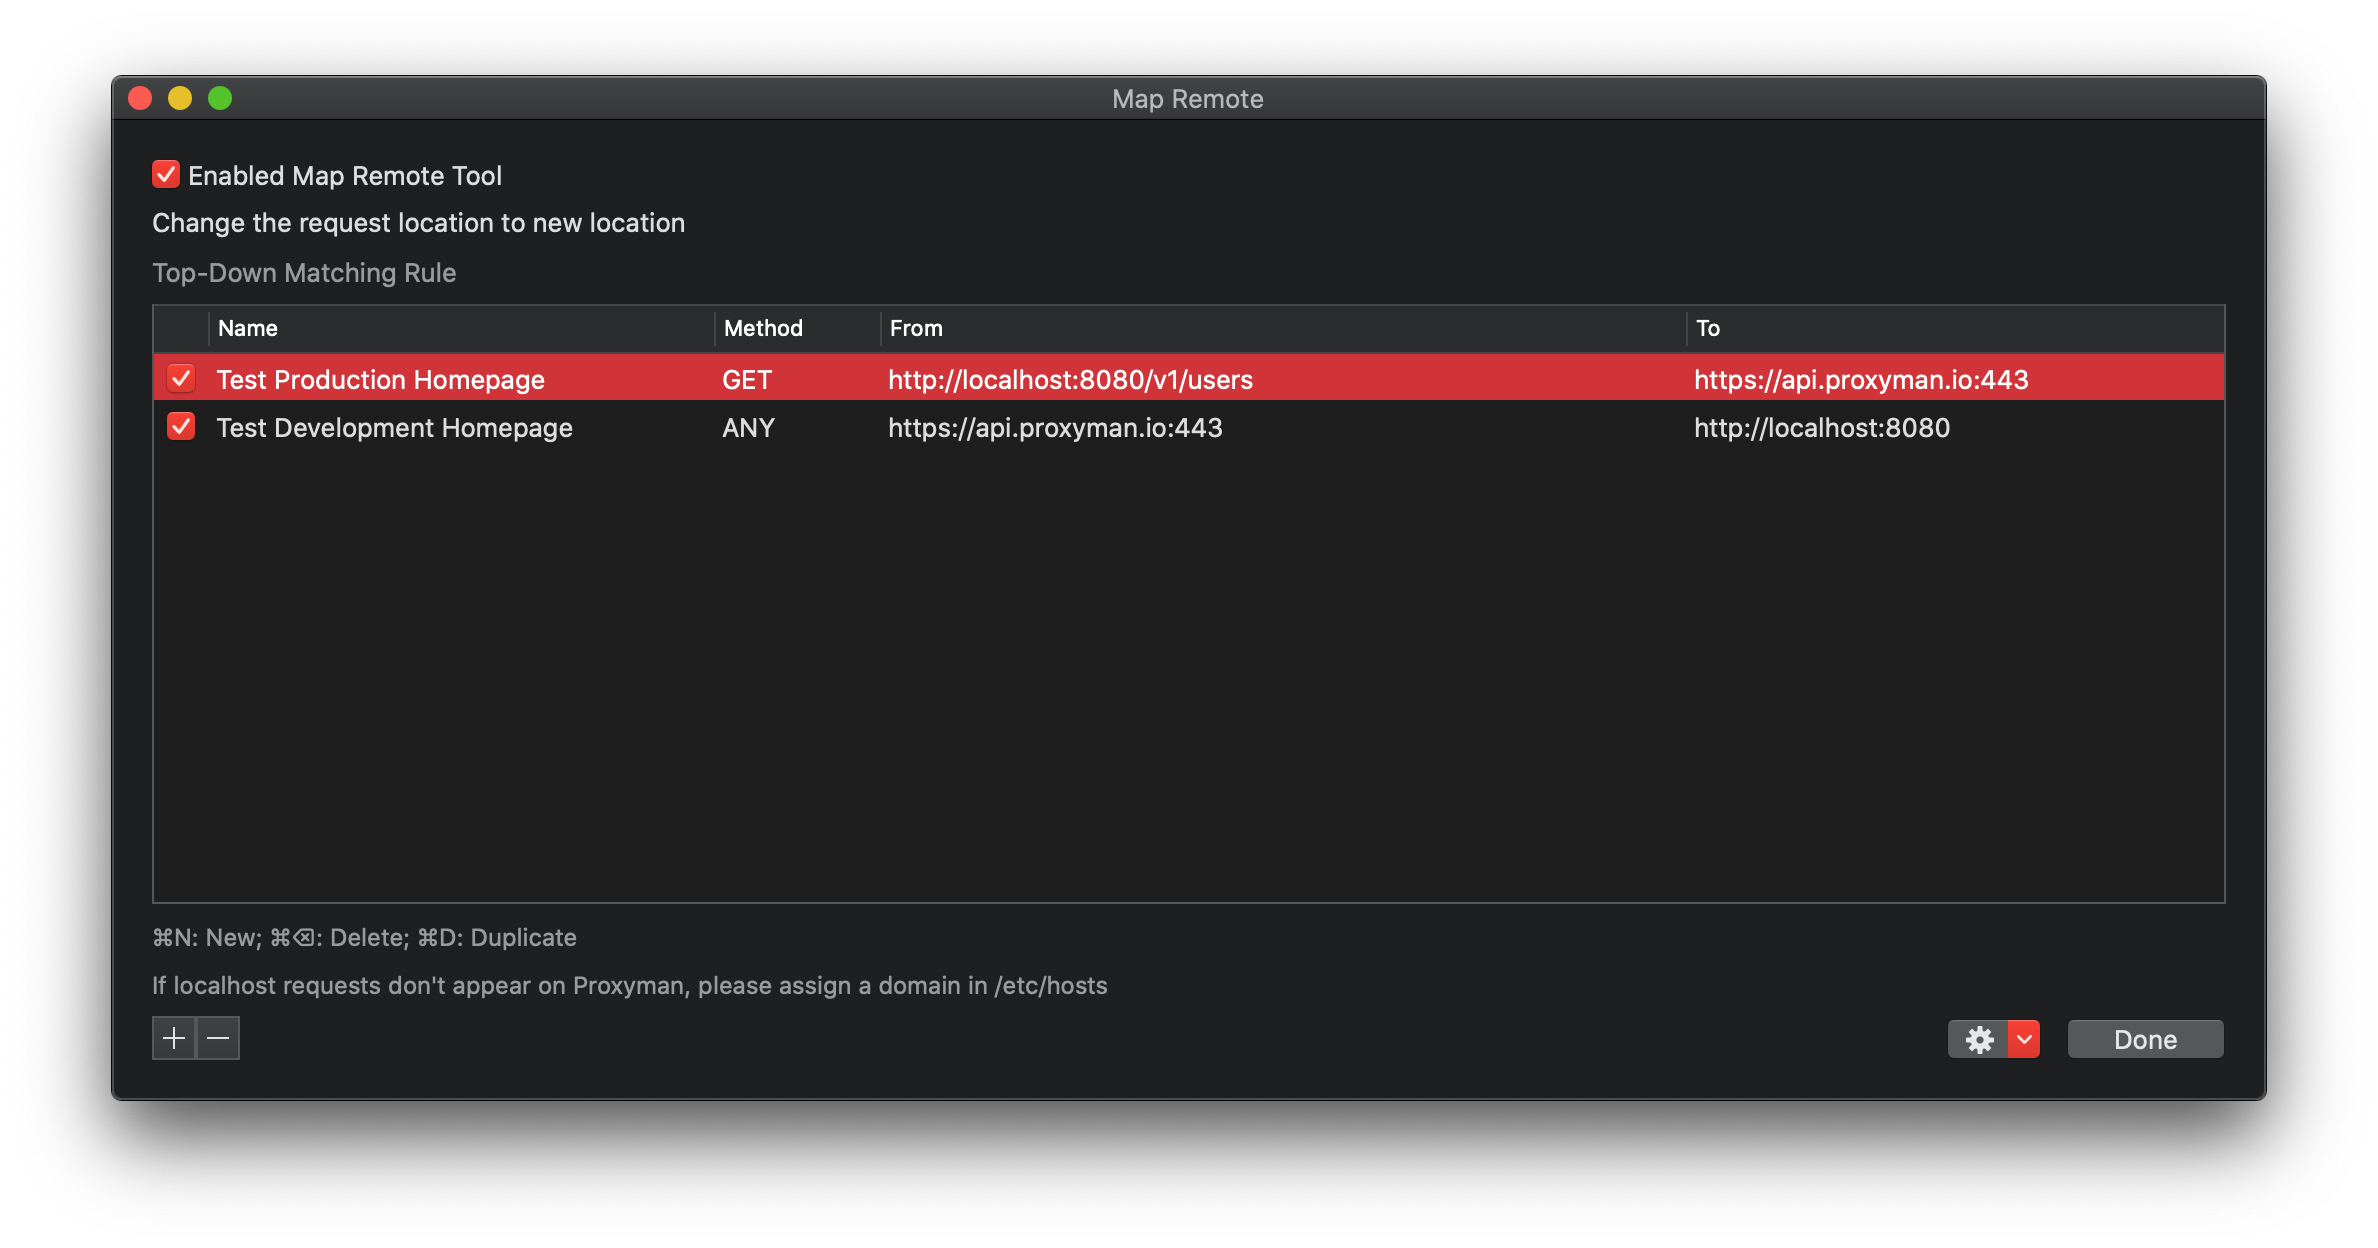 Map Remote
Enabled Map Remote Tool
Change the request location to new location
Top-Down Matching Rule
Name Method From To
Test Production Homepage GET http://localhost:8080/v1/users https://api.proxyman.io:443
Test Development Homepage ANY https://api.proxyman.io:443 http://localhost:8080
⌘N: New; ⌘⌫: Delete; ⌘D: Duplicate
If localhost requests don't appear on Proxyman, please assign a domain in /etc/hosts
Done